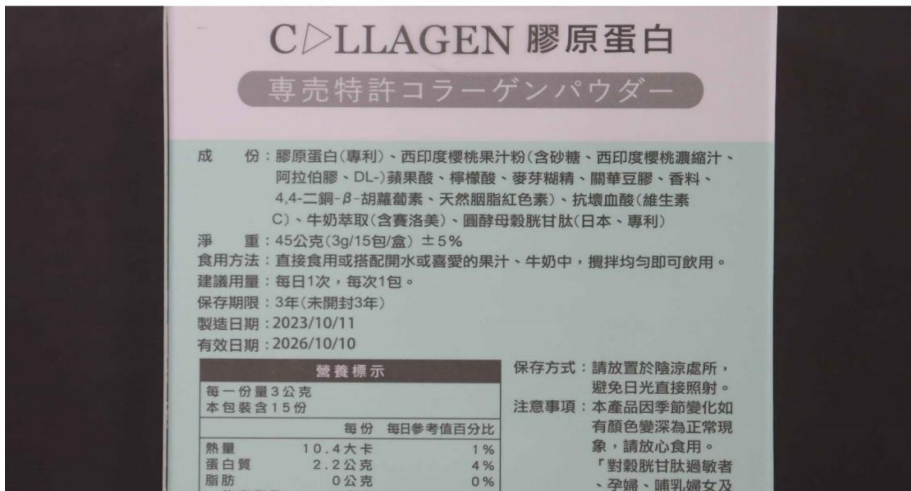 C▷LLAGEN 膠原蛋白
専売特許コラーゲンパウダー
成　份：膠原蛋白(專利)、西印度櫻桃果汁粉(含砂糖、西印度櫻桃濃縮汁、
阿拉伯膠、DL-)蘋果酸、檸檬酸、麥芽糊精、關華豆膠、香料、
4,4-二銅-β-胡蘿蔔素、天然胭脂紅色素)、抗壞血酸(維生素
C)、牛奶萃取(含賽洛美)、圓酵母穀胱甘肽(日本、專利)
淨　重：45公克(3g/15包/盒) ±5%
食用方法：直接食用或搭配開水或喜愛的果汁、牛奶中，攪拌均勻即可飲用。
建議用量：每日1次，每次1包。
保存期限：3年(未開封3年)
製造日期：2023/10/11
有效日期：2026/10/10
營養標示
每一份量3公克
本包裝含15份
每份 每日參考值百分比
熱量 10.4大卡 1%
蛋白質 2.2公克 4%
脂肪 0公克 0%
保存方式：請放置於陰涼處所，
避免日光直接照射。
注意事項：本產品因季節變化如
有顏色變深為正常現
象，請放心食用。
「對穀胱甘肽過敏者
、孕婦、哺乳婦女及